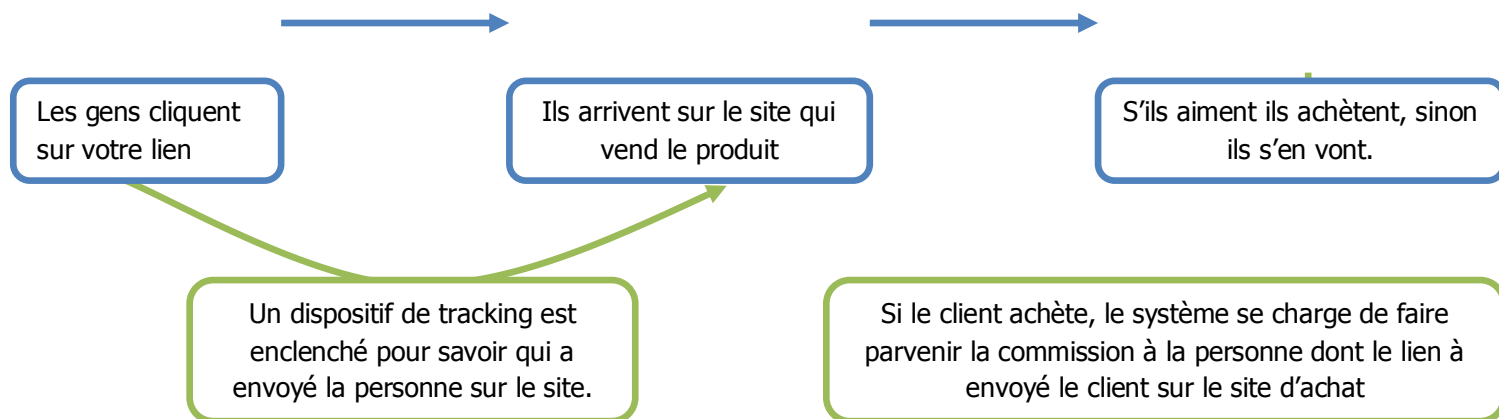 Les gens cliquent
sur votre lien
Ils arrivent sur le site qui
vend le produit
S'ils aiment ils achètent, sinon
ils s'en vont.
Un dispositif de tracking est
enclenché pour savoir qui a
envoyé la personne sur le site.
Si le client achète, le système se charge de faire
parvenir la commission à la personne dont le lien à
envoyé le client sur le site d'achat